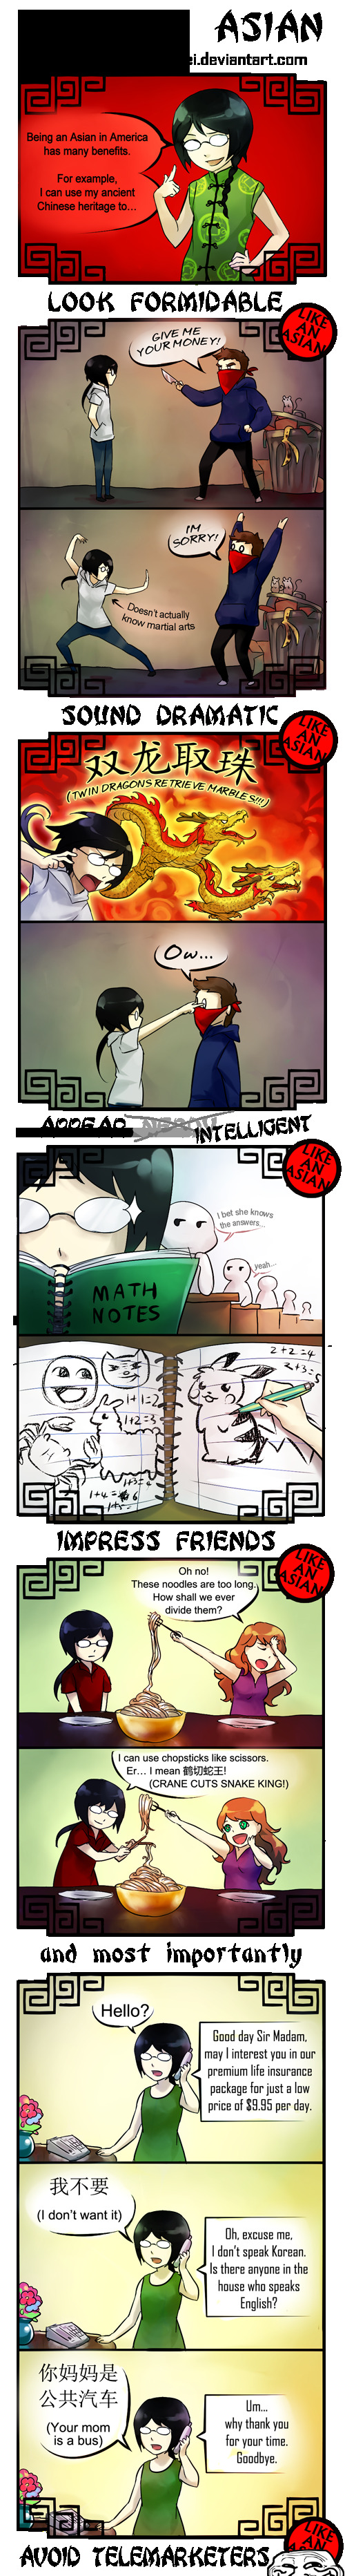 ASIAN
ei.deviantart.com
Being an Asian in America
has many benefits.
For example,
I can use my ancient
Chinese heritage to...
LOOK FORMIDABLE
LIKE
AN
ASIAN
GIVE ME
YOUR MONEY!
I'M
SORRY!
Doesn't actually
know martial arts
SOUND DRAMATIC
LIKE
AN
ASIAN
双龙取珠
(TWIN DRAGONS RETRIEVE MARBLES!!!)
Ow...
APPEAR
INTELLIGENT
LIKE
AN
ASIAN
I bet she knows
the answers...
yeah...
MATH
NOTES
2+2=4
2+3=5
1+1=2
1+2=3
1+3=4
IMPRESS FRIENDS
LIKE
AN
ASIAN
Oh no!
These noodles are too long.
How shall we ever
divide them?
I can use chopsticks like scissors.
Er... I mean 鹤切蛇王!
(CRANE CUTS SNAKE KING!)
and most importantly
Hello?
Good day Sir Madam,
may I interest you in our
premium life insurance
package for just a low
price of $9.95 per day.
我不要
(I don't want it)
Oh, excuse me,
I don't speak Korean.
Is there anyone in the
house who speaks
English?
你妈妈是
公共汽车
(Your mom
is a bus)
Um...
why thank you
for your time.
Goodbye.
AVOID TELEMARKETERS
LIKE
AN